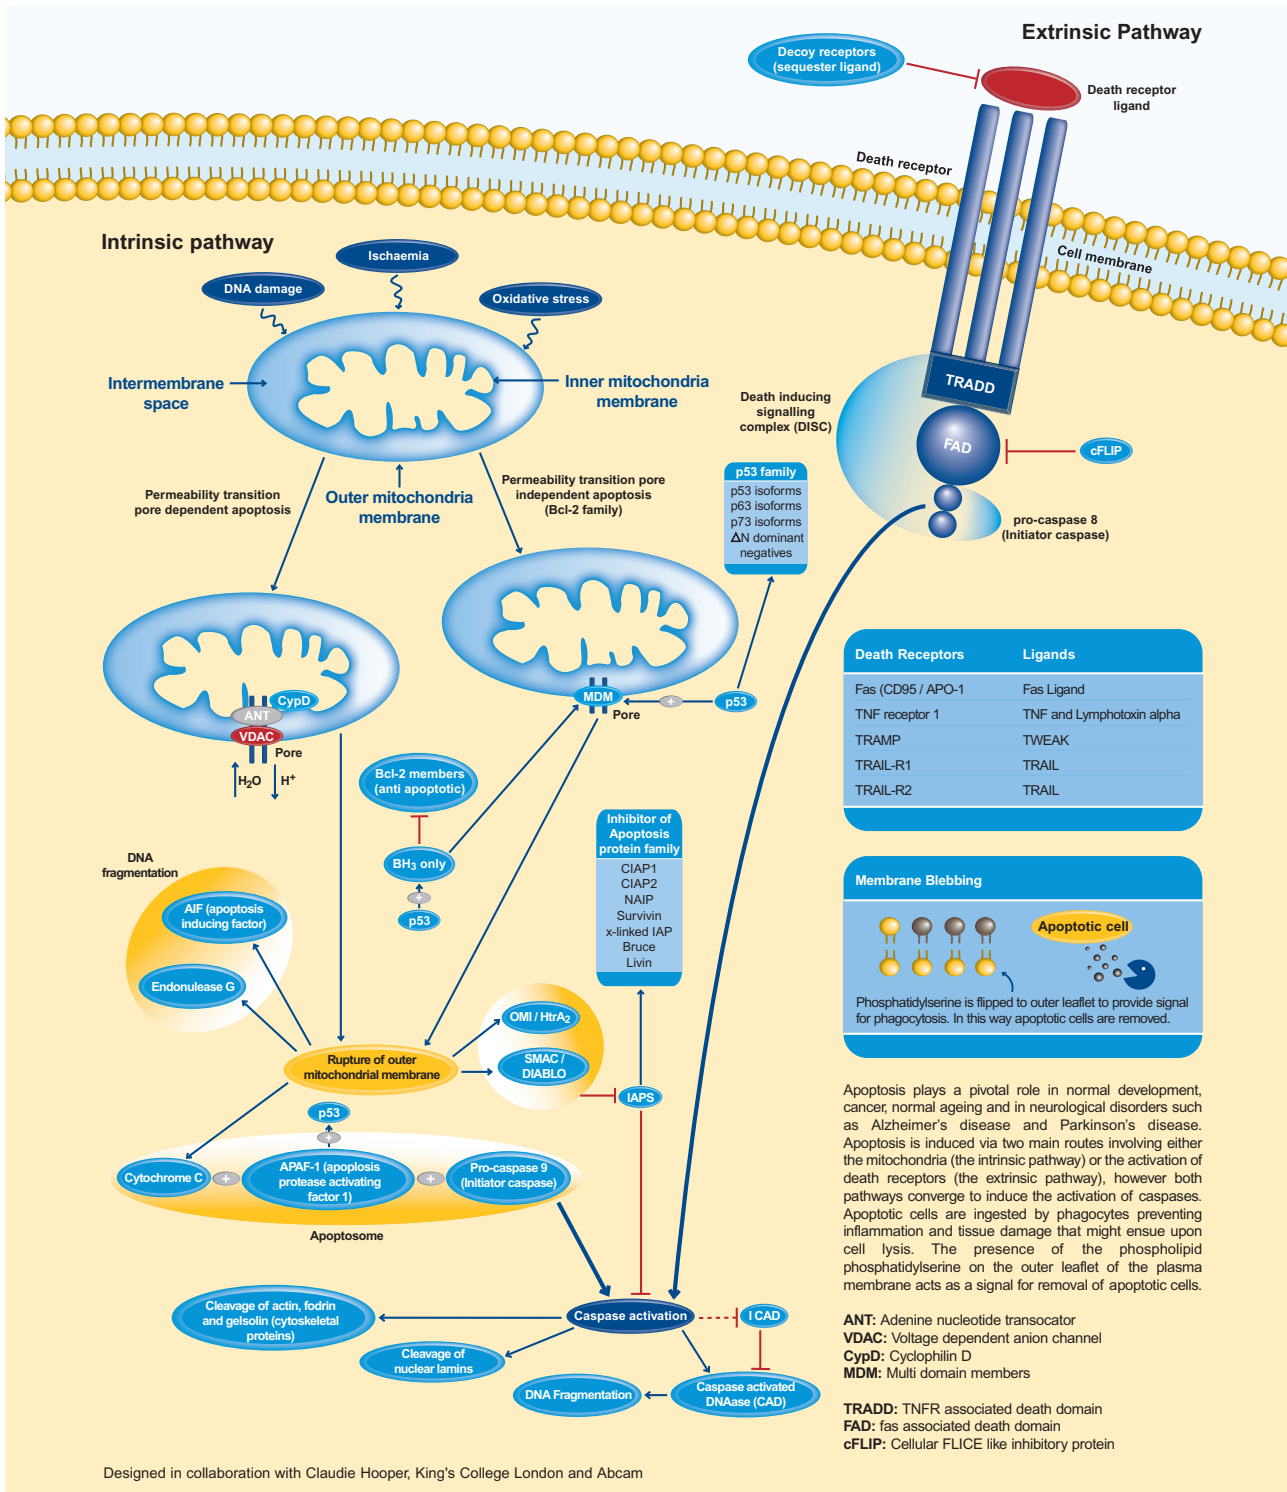 Extrinsic Pathway
Decoy receptors
(sequester ligand)
Death receptor
ligand
Death receptor
Cell membrane
Intrinsic pathway
Ischaemia
DNA damage
Oxidative stress
Intermembrane
space
Inner mitochondria
membrane
Outer mitochondria
membrane
TRADD
Death inducing
signalling
complex (DISC)
FAD
cFLIP
pro-caspase 8
(Initiator caspase)
Permeability transition
pore dependent apoptosis
Permeability transition pore
independent apoptosis
(Bcl-2 family)
p53 family
p53 isoforms
p63 isoforms
p73 isoforms
ΔN dominant
negatives
CypD
ANT
VDAC
Pore
H2O
H+
MDM
+
p53
Pore
Bcl-2 members
(anti apoptotic)
BH3 only
+
p53
Inhibitor of
Apoptosis
protein family
CIAP1
CIAP2
NAIP
Survivin
x-linked IAP
Bruce
Livin
Death Receptors Ligands
Fas (CD95 / APO-1 Fas Ligand
TNF receptor 1 TNF and Lymphotoxin alpha
TRAMP TWEAK
TRAIL-R1 TRAIL
TRAIL-R2 TRAIL
Membrane Blebbing
Apoptotic cell
Phosphatidylserine is flipped to outer leaflet to provide signal
for phagocytosis. In this way apoptotic cells are removed.
DNA
fragmentation
AIF (apoptosis
inducing factor)
Endonulease G
Rupture of outer
mitochondrial membrane
OMI / HtrA2
SMAC /
DIABLO
IAPS
p53
+
Cytochrome C
+
APAF-1 (apoplosis
protease activating
factor 1)
+
Pro-caspase 9
(Initiator caspase)
Apoptosome
Caspase activation
I CAD
Cleavage of actin, fodrin
and gelsolin (cytoskeletal
proteins)
Cleavage of
nuclear lamins
DNA Fragmentation
Caspase activated
DNAase (CAD)
Apoptosis plays a pivotal role in normal development,
cancer, normal ageing and in neurological disorders such
as Alzheimer's disease and Parkinson's disease.
Apoptosis is induced via two main routes involving either
the mitochondria (the intrinsic pathway) or the activation of
death receptors (the extrinsic pathway), however both
pathways converge to induce the activation of caspases.
Apoptotic cells are ingested by phagocytes preventing
inflammation and tissue damage that might ensue upon
cell lysis. The presence of the phospholipid
phosphatidylserine on the outer leaflet of the plasma
membrane acts as a signal for removal of apoptotic cells.
ANT: Adenine nucleotide transocator
VDAC: Voltage dependent anion channel
CypD: Cyclophilin D
MDM: Multi domain members
TRADD: TNFR associated death domain
FAD: fas associated death domain
cFLIP: Cellular FLICE like inhibitory protein
Designed in collaboration with Claudie Hooper, King's College London and Abcam